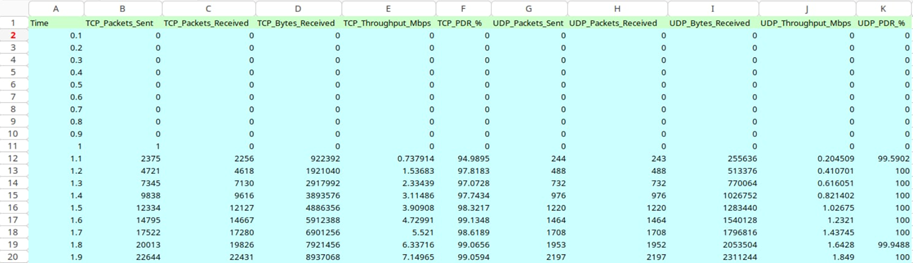 A B C D E F G H I J K
1 Time TCP_Packets_Sent TCP_Packets_Received TCP_Bytes_Received TCP_Throughput_Mbps TCP_PDR_% UDP_Packets_Sent UDP_Packets_Received UDP_Bytes_Received UDP_Throughput_Mbps UDP_PDR_%
2 0.1 0 0 0 0 0 0 0 0 0 0
3 0.2 0 0 0 0 0 0 0 0 0 0
4 0.3 0 0 0 0 0 0 0 0 0 0
5 0.4 0 0 0 0 0 0 0 0 0 0
6 0.5 0 0 0 0 0 0 0 0 0 0
7 0.6 0 0 0 0 0 0 0 0 0 0
8 0.7 0 0 0 0 0 0 0 0 0 0
9 0.8 0 0 0 0 0 0 0 0 0 0
10 0.9 0 0 0 0 0 0 0 0 0 0
11 1 1 0 0 0 0 0 0 0 0 0
12 1.1 2375 2256 922392 0.737914 94.9895 244 243 255636 0.204509 99.5902
13 1.2 4721 4618 1921040 1.53683 97.8183 488 488 513376 0.410701 100
14 1.3 7345 7130 2917992 2.33439 97.0728 732 732 770064 0.616051 100
15 1.4 9838 9616 3893576 3.11486 97.7434 976 976 1026752 0.821402 100
16 1.5 12334 12127 4886356 3.90908 98.3217 1220 1220 1283440 1.02675 100
17 1.6 14795 14667 5912388 4.72991 99.1348 1464 1464 1540128 1.2321 100
18 1.7 17522 17280 6901256 5.521 98.6189 1708 1708 1796816 1.43745 100
19 1.8 20013 19826 7921456 6.33716 99.0656 1953 1952 2053504 1.6428 99.9488
20 1.9 22644 22431 8937068 7.14965 99.0594 2197 2197 2311244 1.849 100